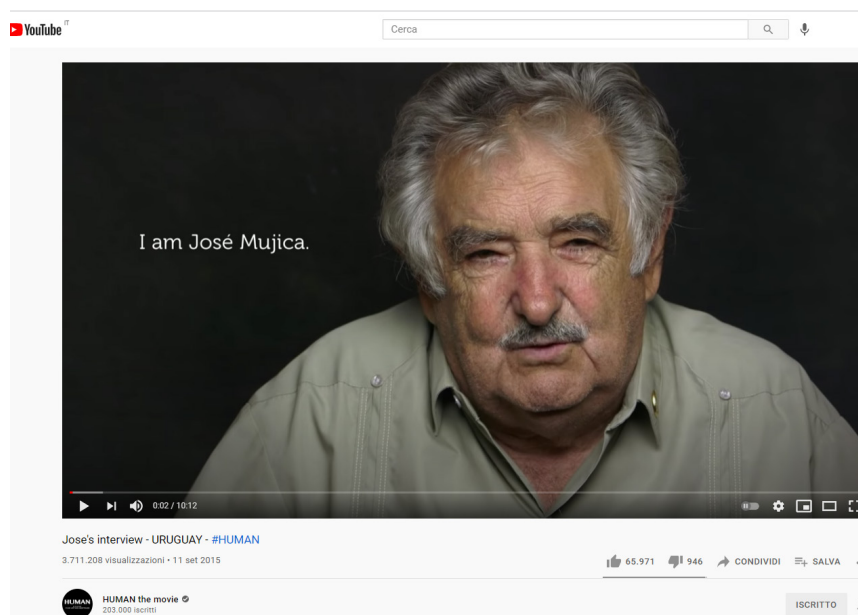 YouTube IT
Cerca
I am José Mujica.
0:02 / 10:12
Jose's interview - URUGUAY - #HUMAN
3.711.208 visualizzazioni • 11 set 2015
65.971 946 CONDIVIDI SALVA
HUMAN
HUMAN the movie
203.000 iscritti
ISCRITTO